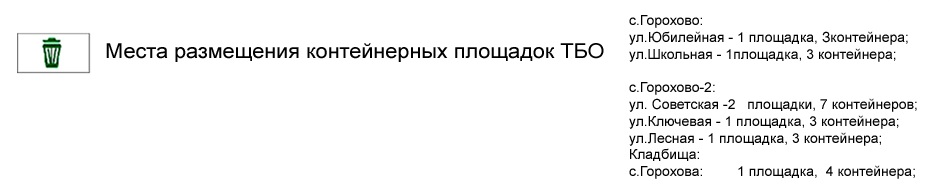 Места размещения контейнерных площадок ТБО
с.Горохово:
ул.Юбилейная - 1 площадка, 3контейнера;
ул.Школьная - 1площадка, 3 контейнера;
с.Горохово-2:
ул. Советская -2 площадки, 7 контейнеров;
ул.Ключевая - 1 площадка, 3 контейнера;
ул.Лесная - 1 площадка, 3 контейнера;
Кладбища:
с.Горохова: 1 площадка, 4 контейнера;